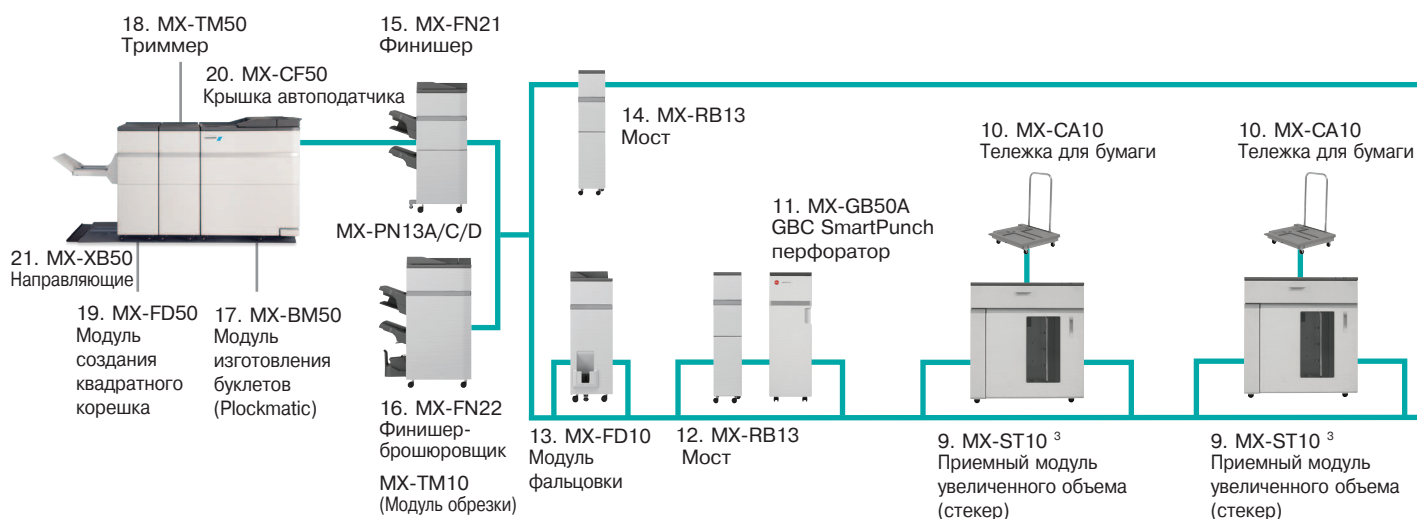 18. MX-TM50
Триммер
15. MX-FN21
Финишер
20. MX-CF50
Крышка автоподатчика
14. MX-RB13
Мост
10. MX-CA10
Тележка для бумаги
10. MX-CA10
Тележка для бумаги
MX-PN13A/C/D
11. MX-GB50A
GBC SmartPunch
перфоратор
21. MX-XB50
Направляющие
19. MX-FD50
Модуль
создания
квадратного
корешка
17. MX-BM50
Модуль
изготовления
буклетов
(Plockmatic)
16. MX-FN22
Финишер-
брошюровщик
MX-TM10
(Модуль обрезки)
13. MX-FD10
Модуль
фальцовки
12. MX-RB13
Мост
9. MX-ST10 ³
Приемный модуль
увеличенного объема
(стекер)
9. MX-ST10 ³
Приемный модуль
увеличенного объема
(стекер)